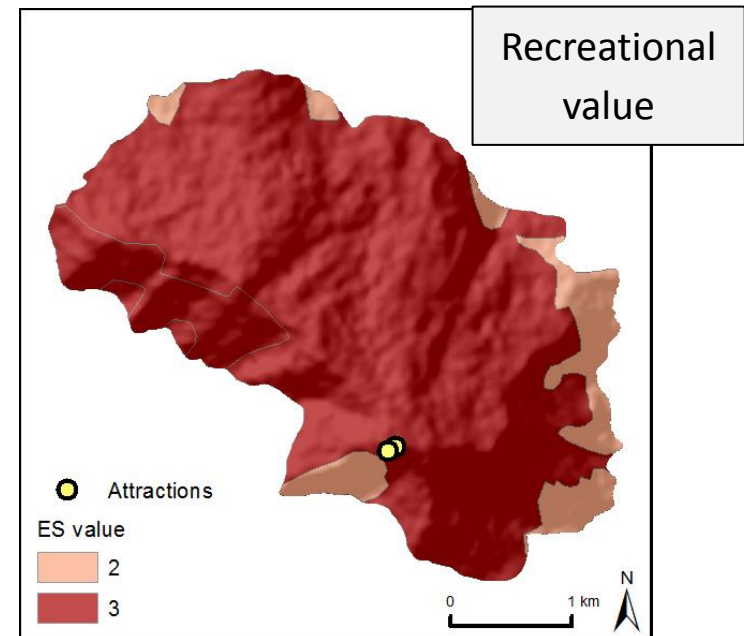 Recreational
value
Attractions
ES value
2
3
0 1 km
N